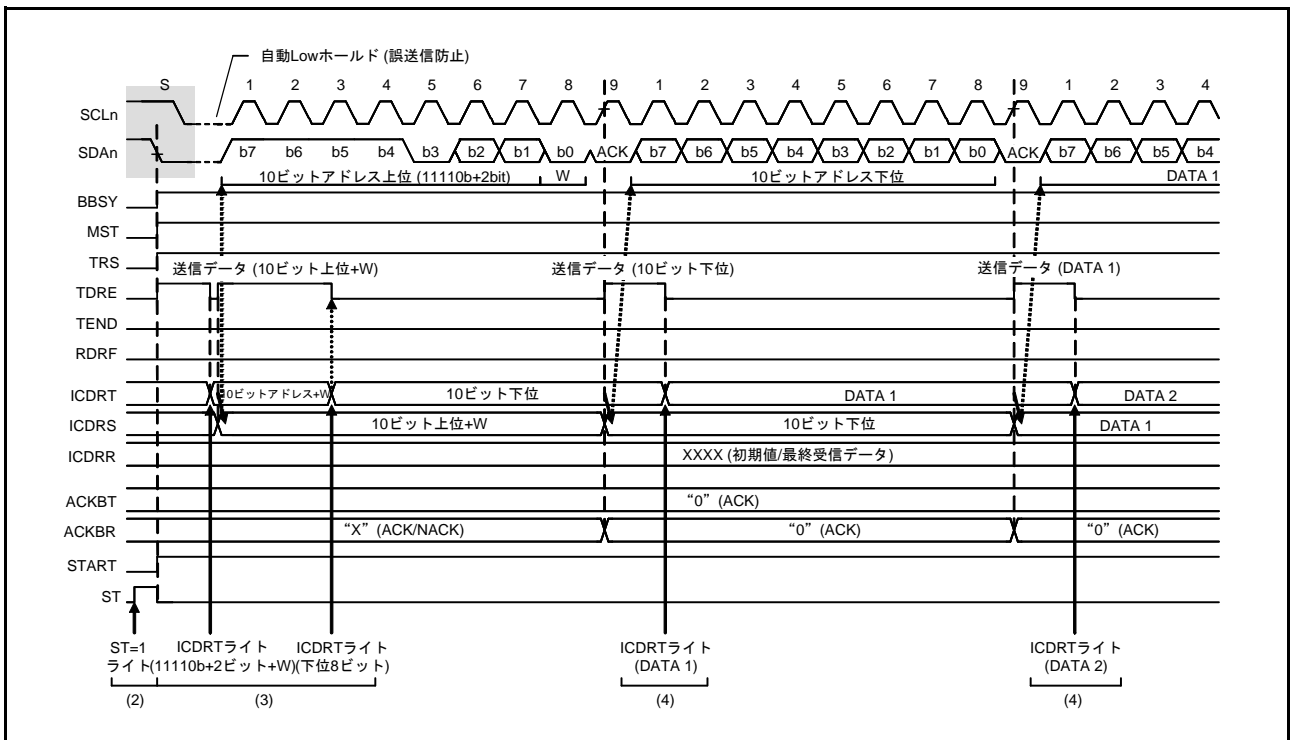 自動Lowホールド (誤送信防止)
S 1 2 3 4 5 6 7 8 9 1 2 3 4 5 6 7 8 9 1 2 3 4
SCLn
SDAn b7 b6 b5 b4 b3 b2 b1 b0 ACK b7 b6 b5 b4 b3 b2 b1 b0 ACK b7 b6 b5 b4
10ビットアドレス上位 (11110b+2bit) W 10ビットアドレス下位 DATA 1
BBSY
MST
TRS
送信データ (10ビット上位+W) 送信データ (10ビット下位) 送信データ (DATA 1)
TDRE
TEND
RDRF
ICDRT 10ビットアドレス+W 10ビット下位 DATA 1 DATA 2
ICDRS 10ビット上位+W 10ビット下位 DATA 1
ICDRR XXXX (初期値/最終受信データ)
ACKBT “0” (ACK)
ACKBR “X” (ACK/NACK) “0” (ACK) “0” (ACK)
START
ST
ST=1 ICDRTライト ICDRTライト ICDRTライト ICDRTライト
ライト (11110b+2ビット+W) (下位8ビット) (DATA 1) (DATA 2)
(2) (3) (4) (4)